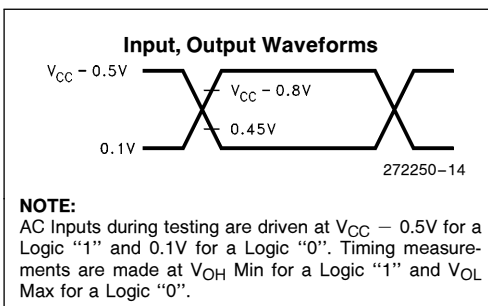 Input, Output Waveforms
VCC – 0.5V
VCC – 0.8V
0.45V
0.1V
272250–14
NOTE:
AC Inputs during testing are driven at VCC − 0.5V for a
Logic “1” and 0.1V for a Logic “0”. Timing measure-
ments are made at VOH Min for a Logic “1” and VOL
Max for a Logic “0”.